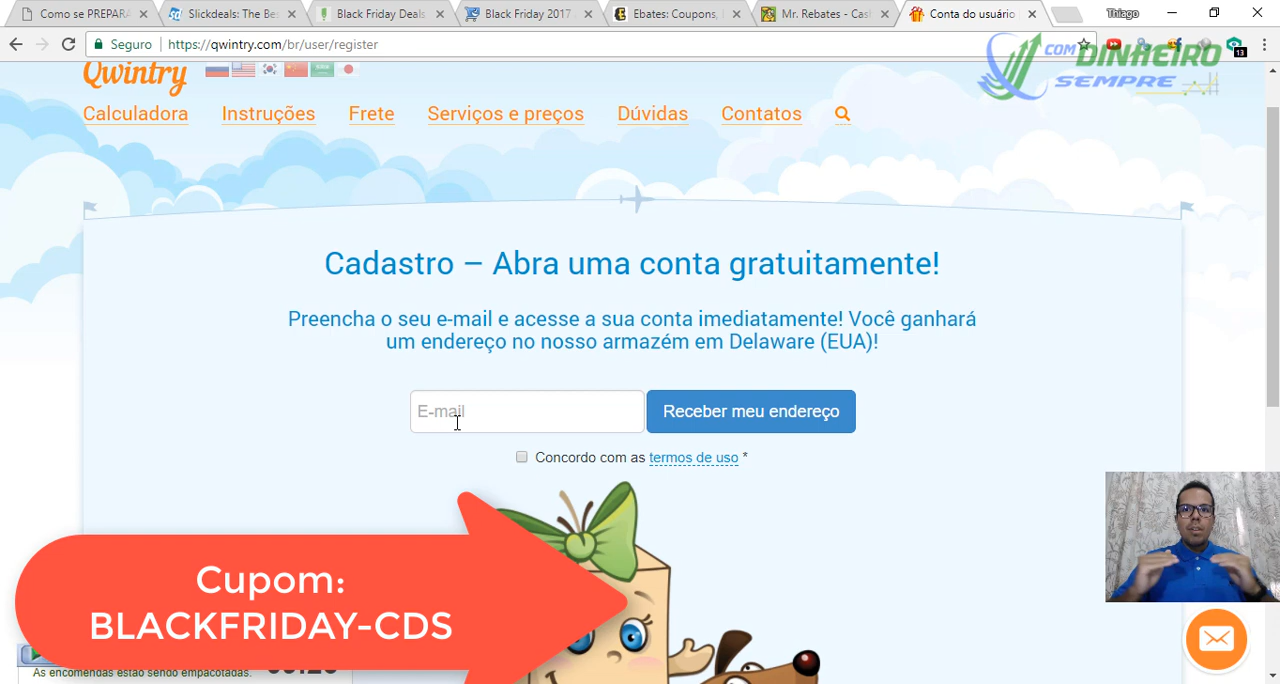 Como se PREPARA
Slickdeals: The Be
Black Friday Deals
Black Friday 2017
Ebates: Coupons,
Mr. Rebates - Cas
Conta do usuário
Thiago
Seguro
https://qwintry.com/br/user/register
13
Qwintry
COM DINHEIRO
SEMPRE
Calculadora
Instruções
Frete
Serviços e preços
Dúvidas
Contatos
Cadastro – Abra uma conta gratuitamente!
Preencha o seu e-mail e acesse a sua conta imediatamente! Você ganhará
um endereço no nosso armazém em Delaware (EUA)!
E-mail
Receber meu endereço
Concordo com as termos de uso *
Cupom:
BLACKFRIDAY-CDS
As encomendas estão sendo empacotadas.